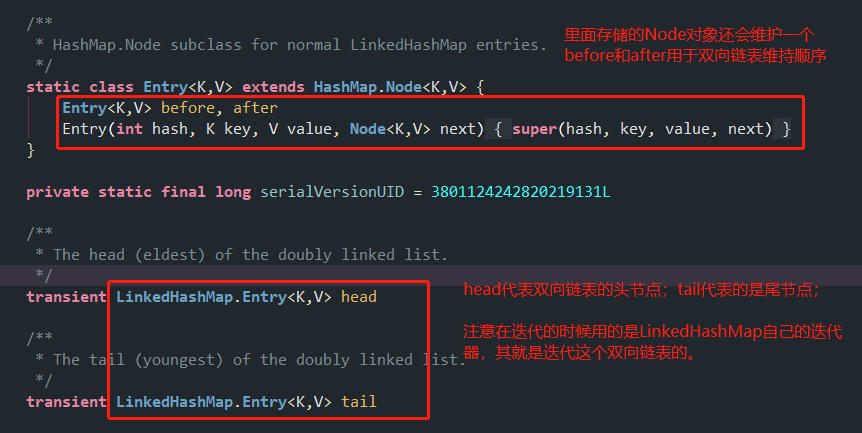 /**
 * HashMap.Node subclass for normal LinkedHashMap entries.
 */
里面存储的Node对象还会维护一个
before和after用于双向链表维持顺序
static class Entry<K,V> extends HashMap.Node<K,V> {
Entry<K,V> before, after
Entry(int hash, K key, V value, Node<K,V> next) { super(hash, key, value, next) }
}
private static final long serialVersionUID = 3801124242820219131L
/**
 * The head (eldest) of the doubly linked list.
 */
transient LinkedHashMap.Entry<K,V> head
head代表双向链表的头节点；tail代表的是尾节点；
注意在迭代的时候用的是LinkedHashMap自己的迭代
器，其就是迭代这个双向链表的。
/**
 * The tail (youngest) of the doubly linked list.
 */
transient LinkedHashMap.Entry<K,V> tail